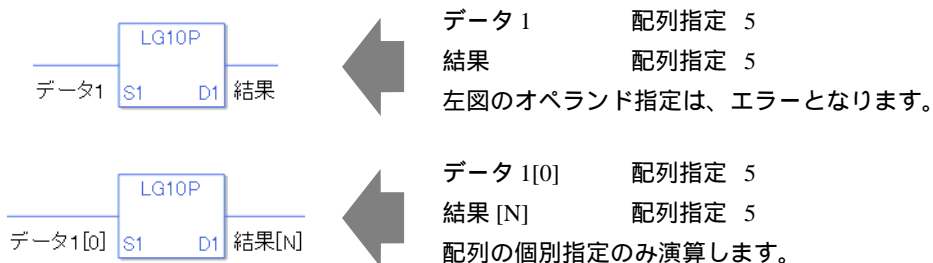 LG10P
データ1 S1 D1 結果
データ1 配列指定 5
結果 配列指定 5
左図のオペランド指定は、エラーとなります。
LG10P
データ1[0] S1 D1 結果[N]
データ1[0] 配列指定 5
結果[N] 配列指定 5
配列の個別指定のみ演算します。